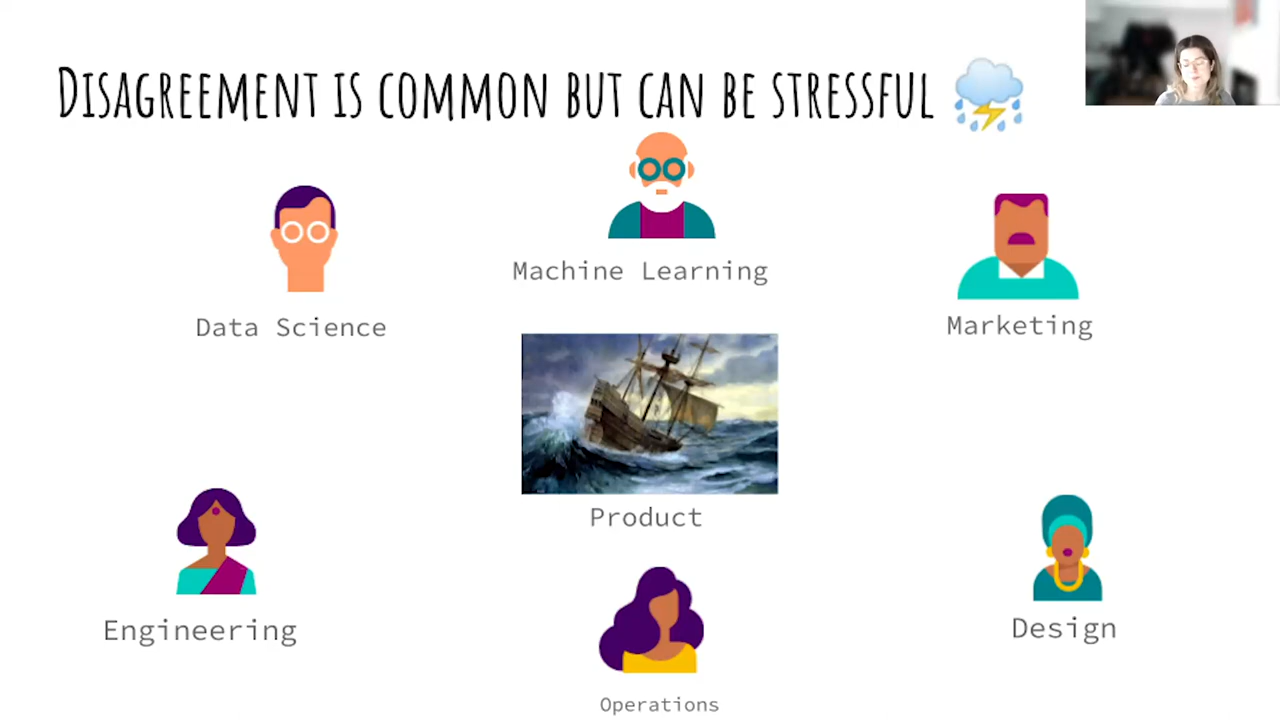 Disagreement is common but can be stressful
Machine Learning
Data Science
Marketing
Product
Engineering
Design
Operations